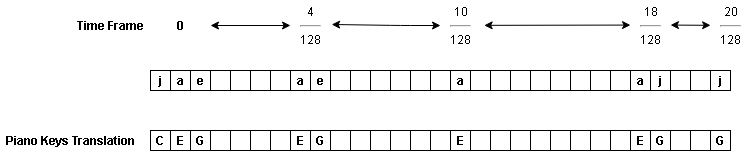 Time Frame 0 4/128 10/128 18/128 20/128
j a e a e a a j j
Piano Keys Translation C E G E G E E G G